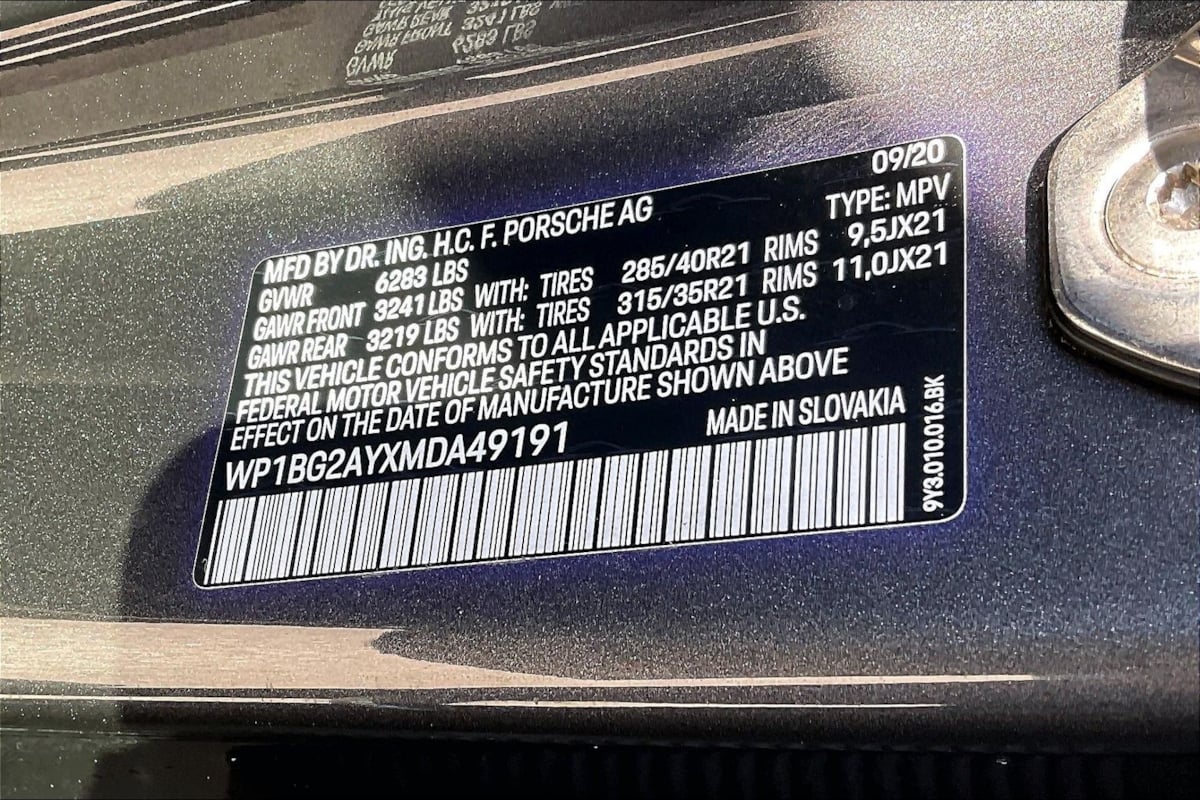 09/20
MFD BY DR. ING. H.C. F. PORSCHE AG TYPE: MPV
GVWR 6283 LBS
GAWR FRONT 3241 LBS WITH: TIRES 285/40R21 RIMS 9,5JX21
GAWR REAR 3219 LBS WITH: TIRES 315/35R21 RIMS 11,0JX21
THIS VEHICLE CONFORMS TO ALL APPLICABLE U.S.
FEDERAL MOTOR VEHICLE SAFETY STANDARDS IN
EFFECT ON THE DATE OF MANUFACTURE SHOWN ABOVE
WP1BG2AYXMDA49191 MADE IN SLOVAKIA
9Y3.010.016.BK